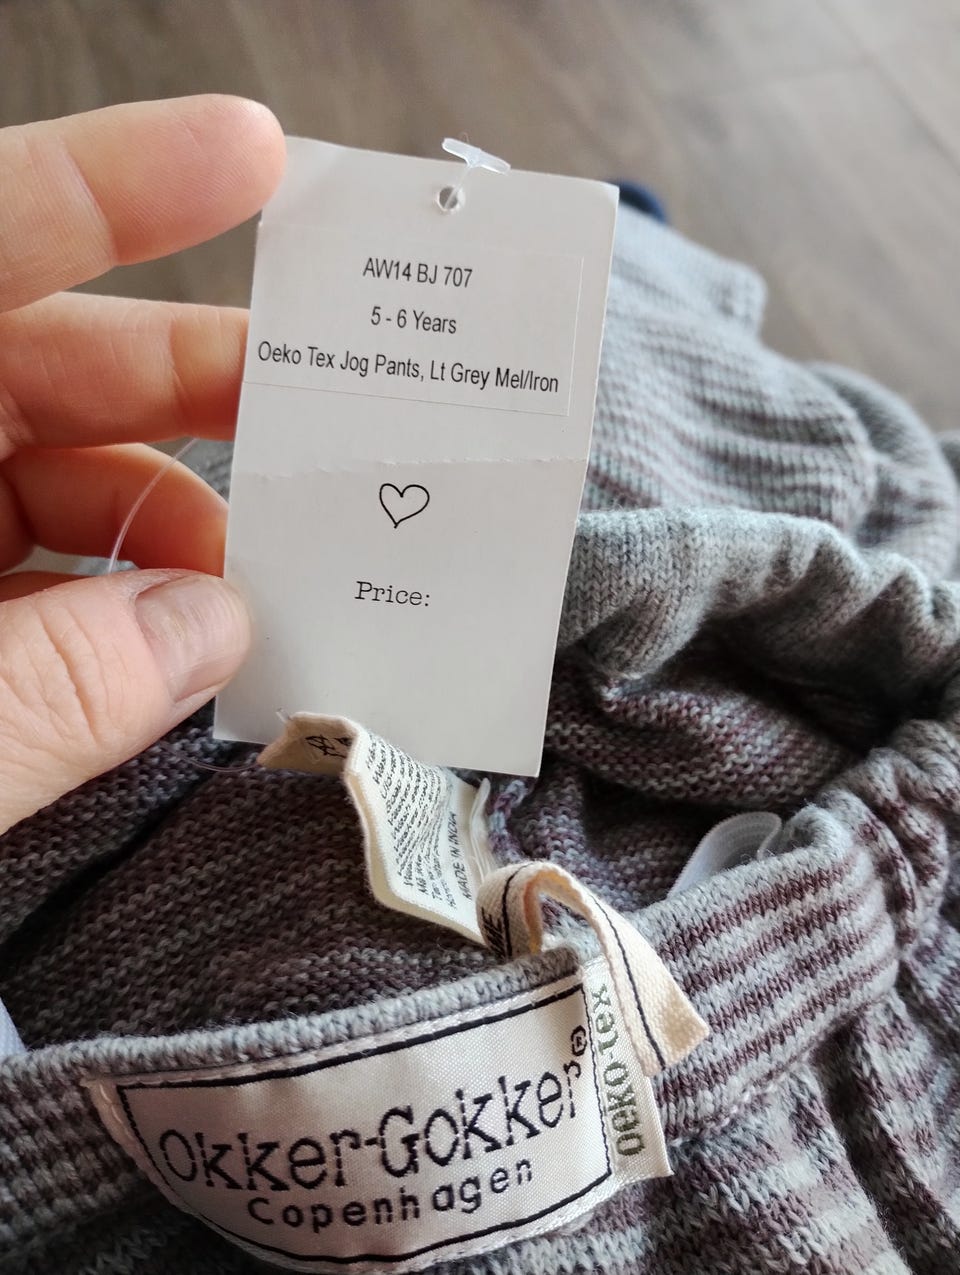 AW14 BJ 707
5 - 6 Years
Oeko Tex Jog Pants, Lt Grey Mel/Iron
Price:
MADE IN INDIA
Okker-Gokker®
Copenhagen
oeko-tex